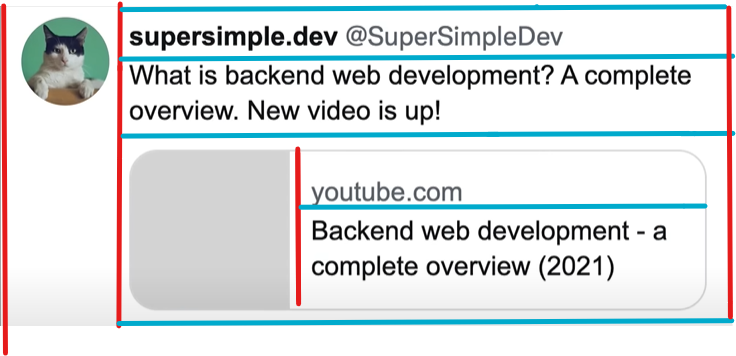 supersimple.dev @SuperSimpleDev
What is backend web development? A complete
overview. New video is up!
youtube.com
Backend web development - a
complete overview (2021)